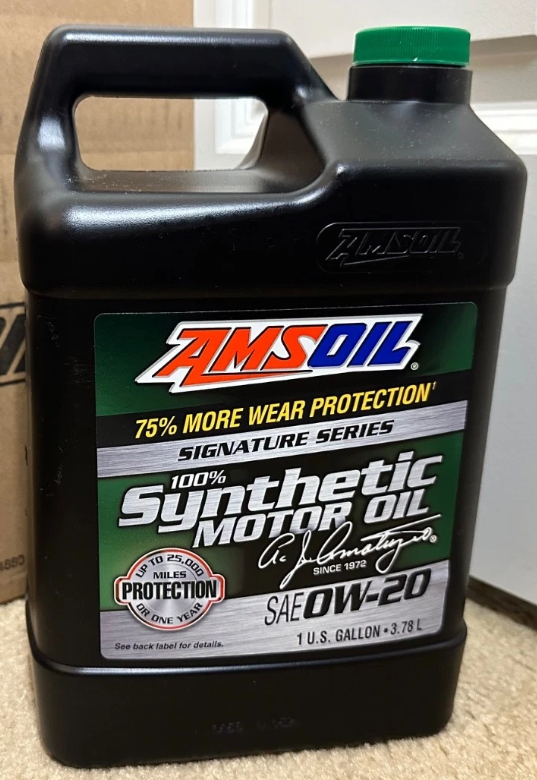 AMSOIL
AMSOIL®
75% MORE WEAR PROTECTION¹
SIGNATURE SERIES
100%
Synthetic
MOTOR OIL
A. J. Amatuzio®
SINCE 1972
UP TO 25,000
MILES
PROTECTION
OR ONE YEAR
SAE 0W-20
1 U.S. GALLON • 3.78 L
See back label for details.